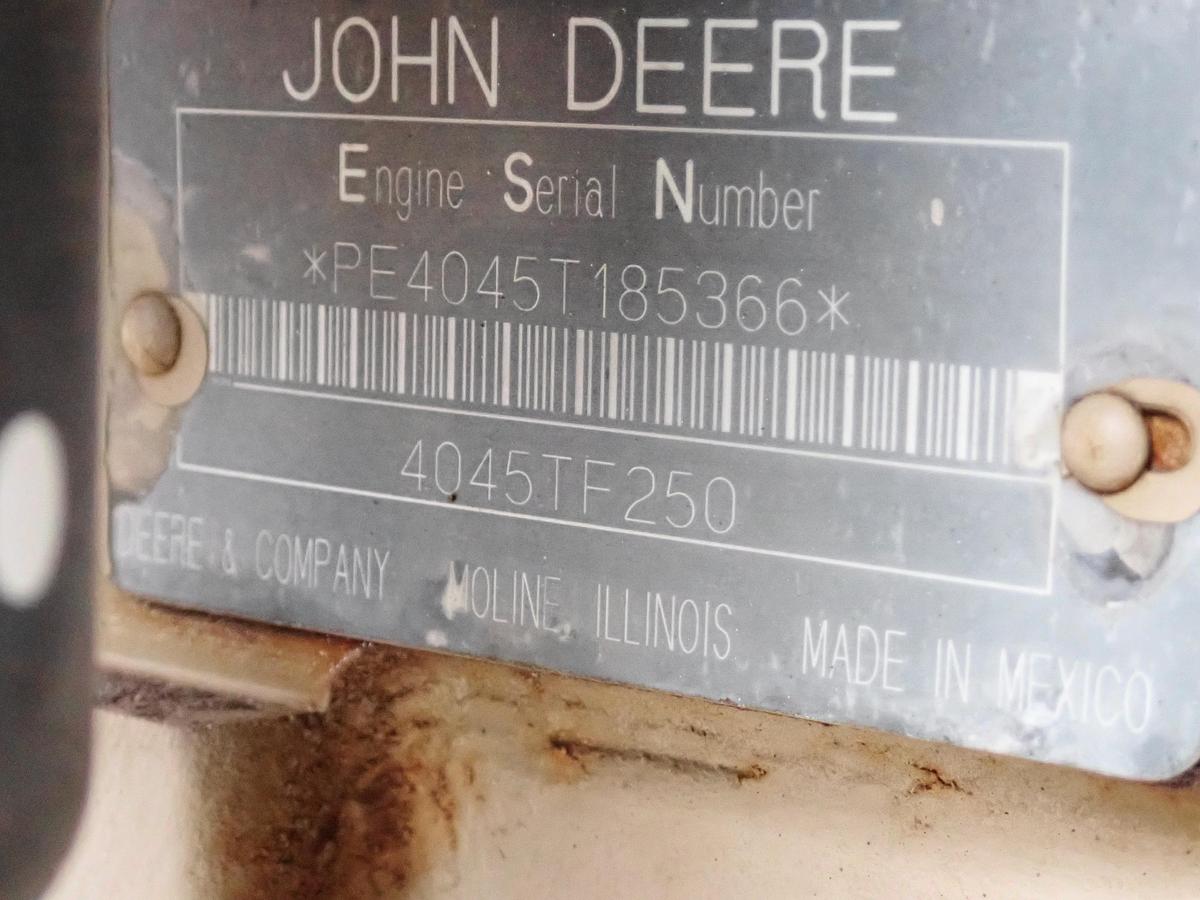 JOHN DEERE
Engine Serial Number
*PE4045T185366*
4045TF250
DEERE & COMPANY MOLINE ILLINOIS MADE IN MEXICO